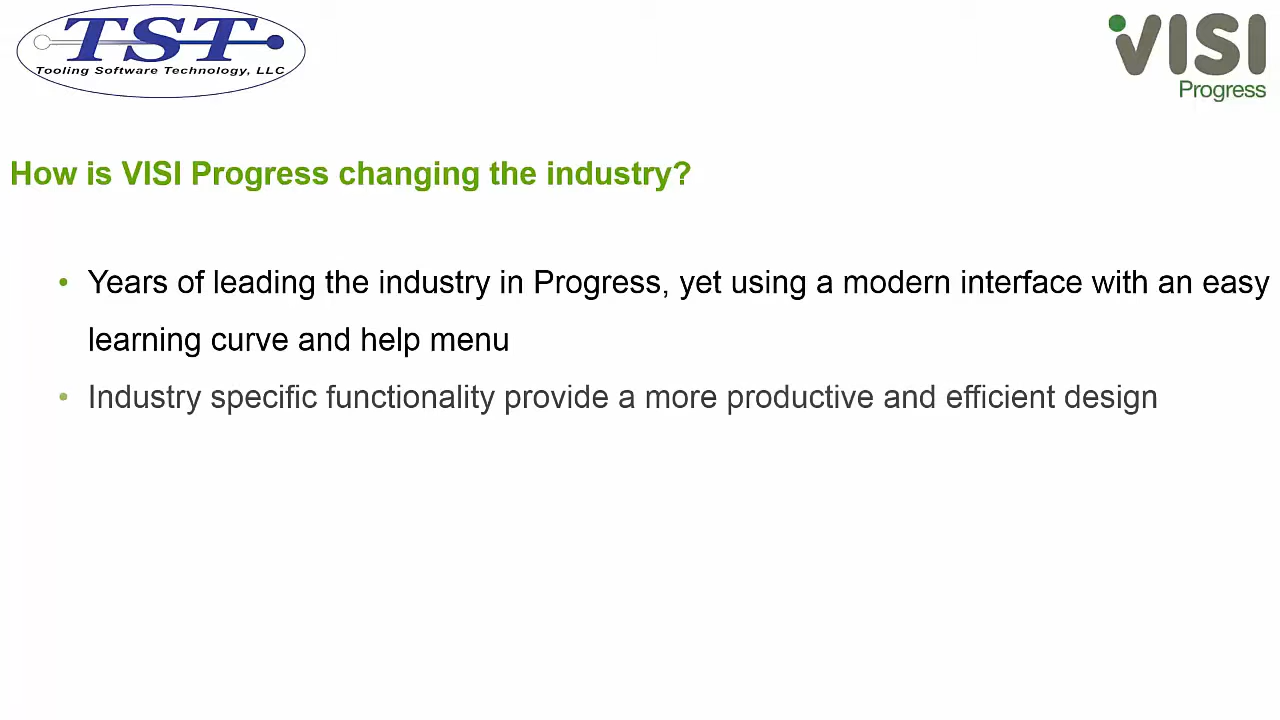 TST
Tooling Software Technology, LLC
VISI
Progress
How is VISI Progress changing the industry?
• Years of leading the industry in Progress, yet using a modern interface with an easy
learning curve and help menu
• Industry specific functionality provide a more productive and efficient design